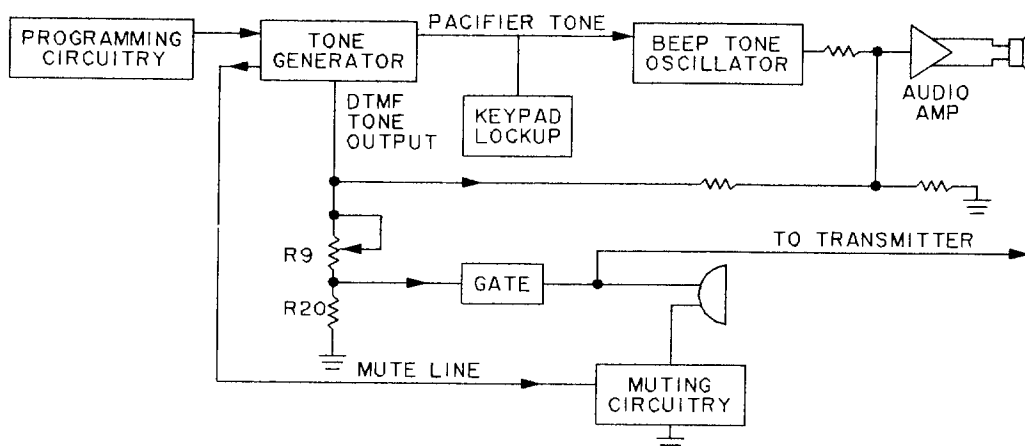 PROGRAMMING
CIRCUITRY
TONE
GENERATOR
PACIFIER TONE
BEEP TONE
OSCILLATOR
AUDIO
AMP
DTMF
TONE
OUTPUT
KEYPAD
LOCKUP
R9
TO TRANSMITTER
GATE
R20
MUTE LINE
MUTING
CIRCUITRY